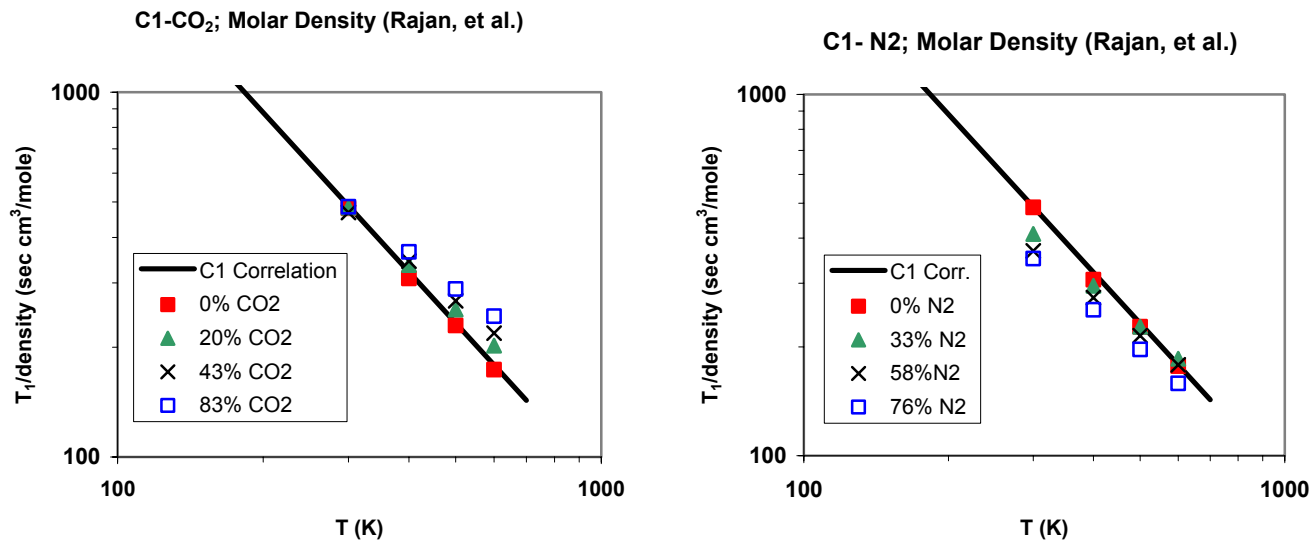 C1-CO₂; Molar Density (Rajan, et al.)
1000
100
100
1000
T₁/density (sec cm³/mole)
T (K)
C1 Correlation
0% CO2
20% CO2
43% CO2
83% CO2
C1- N2; Molar Density (Rajan, et al.)
1000
100
100
1000
T₁/density (sec cm³/mole)
T (K)
C1 Corr.
0% N2
33% N2
58%N2
76% N2